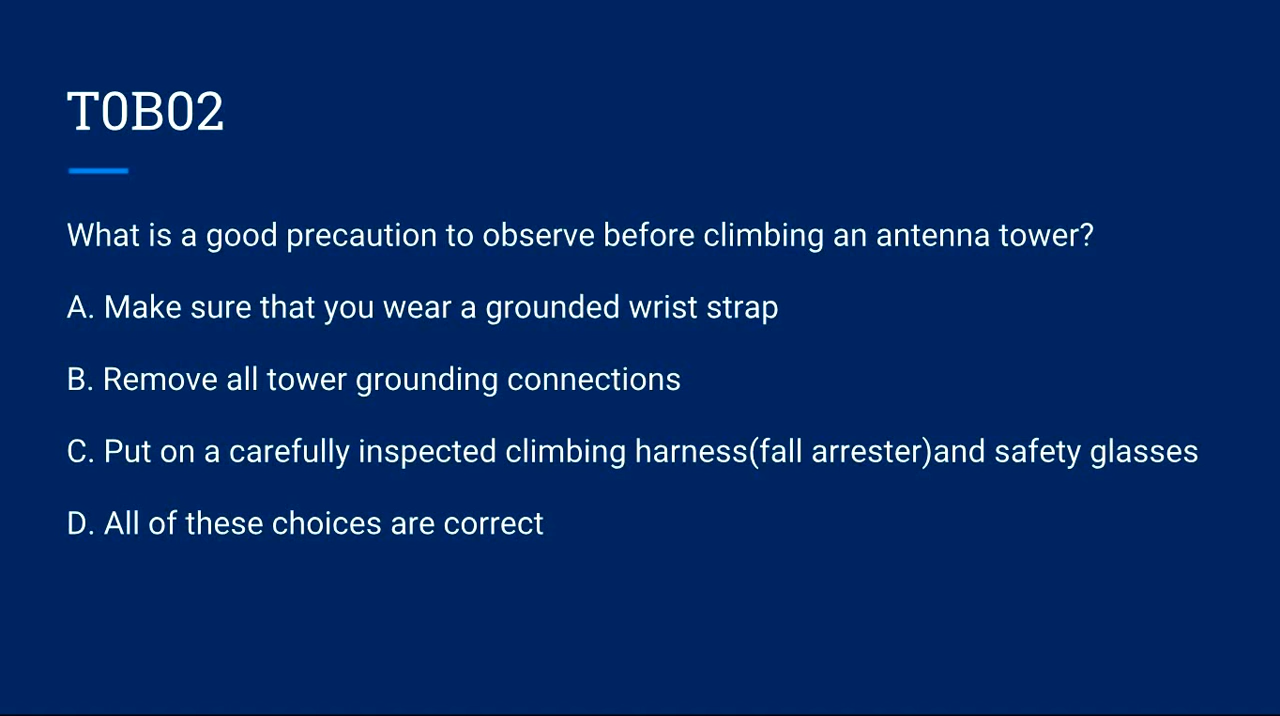 T0B02
What is a good precaution to observe before climbing an antenna tower?
A. Make sure that you wear a grounded wrist strap
B. Remove all tower grounding connections
C. Put on a carefully inspected climbing harness(fall arrester)and safety glasses
D. All of these choices are correct